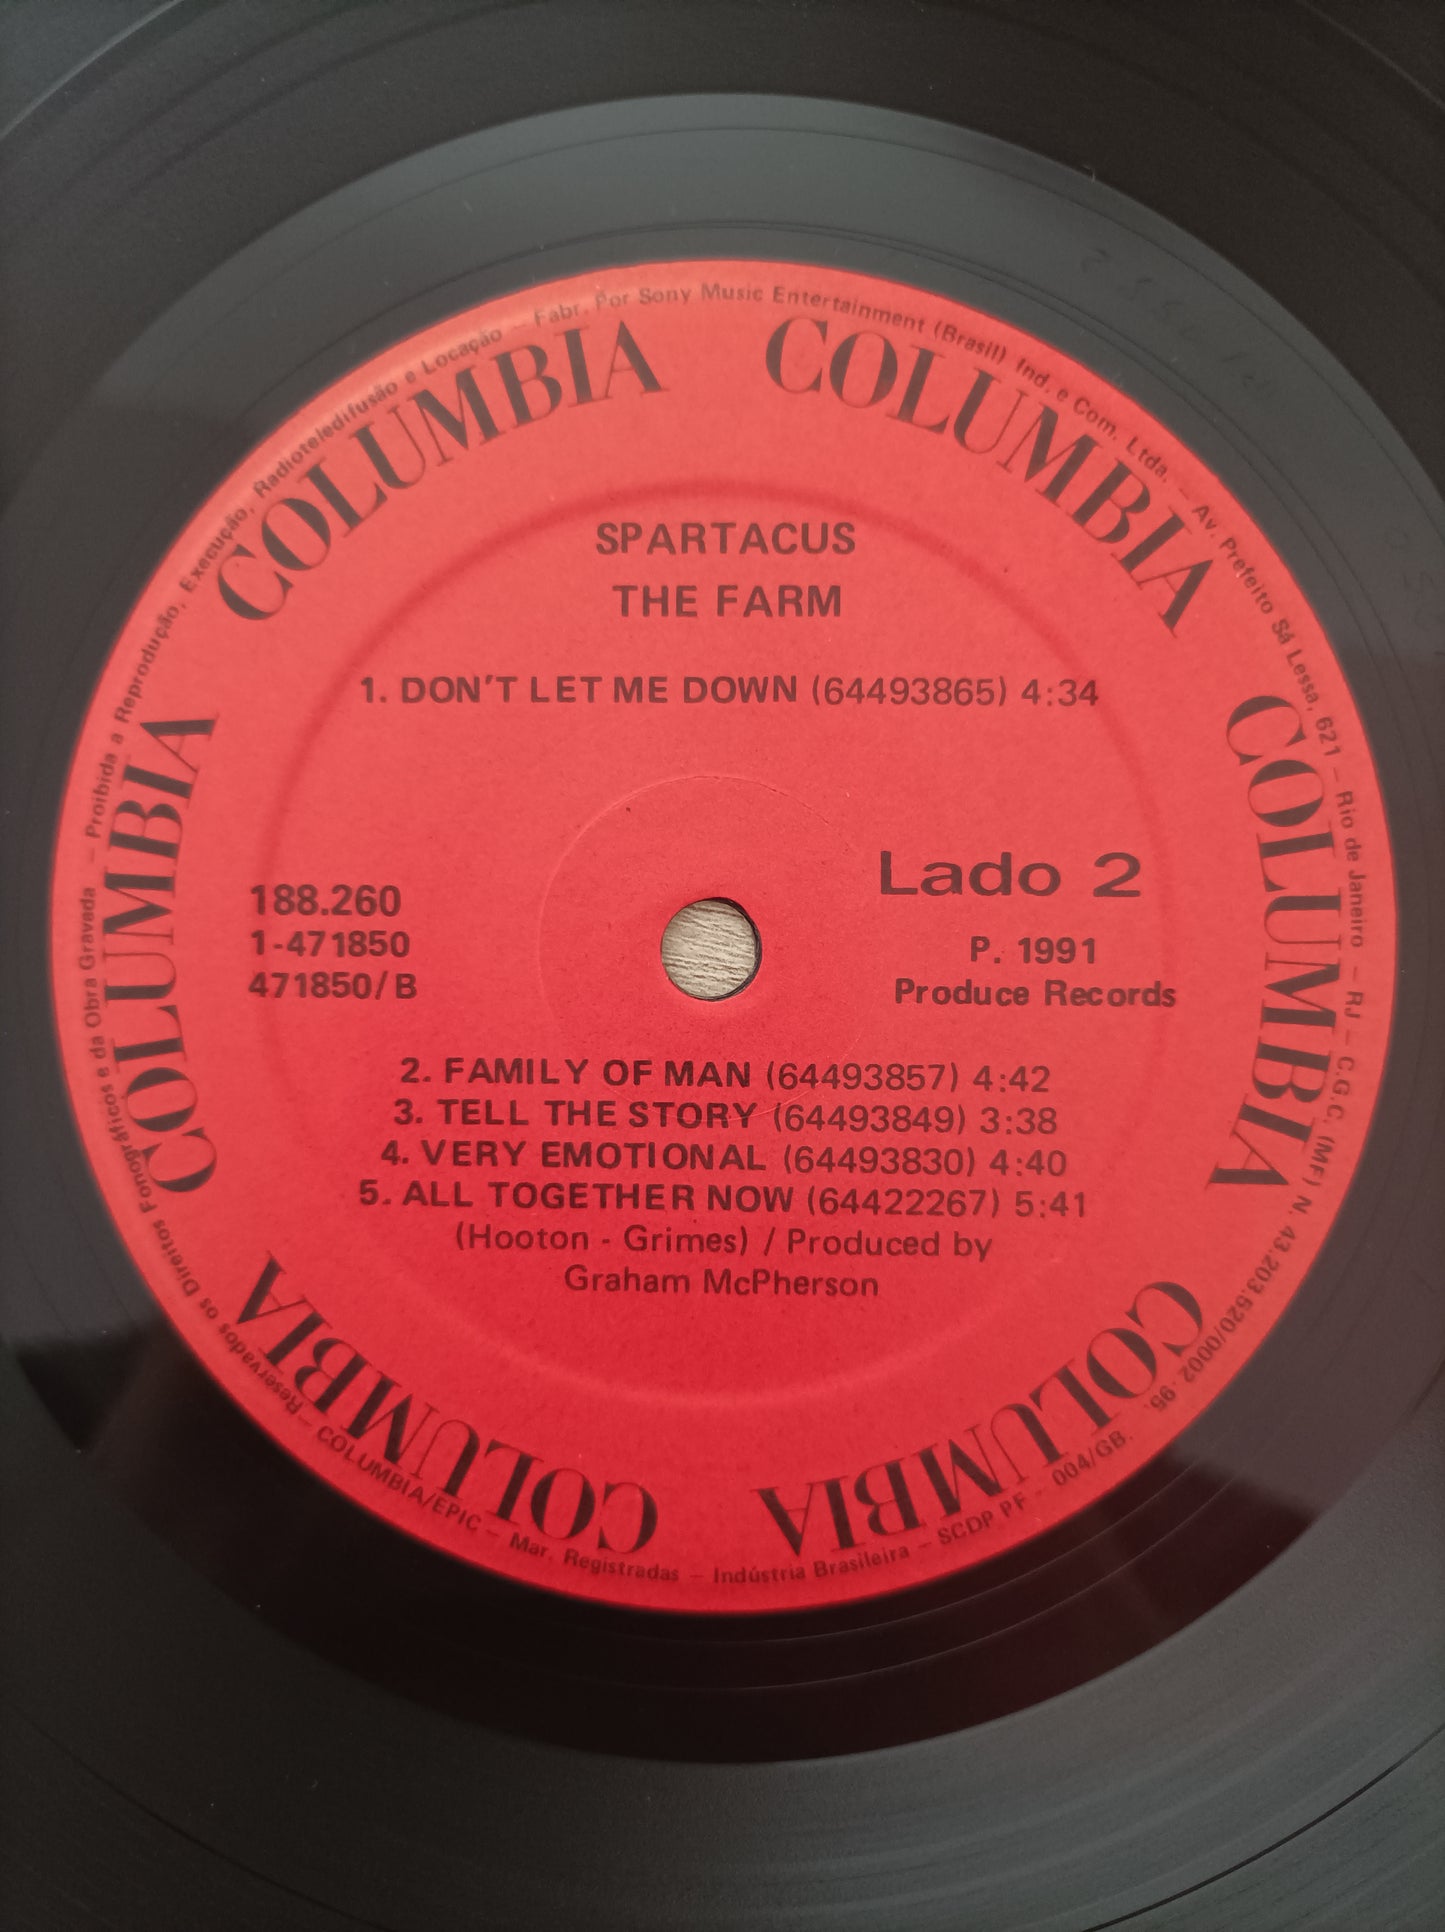 COLUMBIA COLUMBIA COLUMBIA COLUMBIA COLUMBIA COLUMBIA
SPARTACUS
THE FARM
1. DON'T LET ME DOWN (64493865) 4:34
188.260
1-471850
471850/B
Lado 2
P. 1991
Produce Records
2. FAMILY OF MAN (64493857) 4:42
3. TELL THE STORY (64493849) 3:38
4. VERY EMOTIONAL (64493830) 4:40
5. ALL TOGETHER NOW (64422267) 5:41
(Hooton - Grimes) / Produced by
Graham McPherson
Fabr. Por Sony Music Entertainment (Brasil) Ind. e Com. Ltda. – Av. Prefeito Sá Lessa, 621 – Rio de Janeiro – RJ – C.G.C. (MF) N. 43.203.520/0002-95. SCDP PF - 004/GB. – Indústria Brasileira – Mar. Registradas – COLUMBIA/EPIC – Reservados os Direitos Fonográficos e da Obra Gravada – Proibida a Reprodução, Execução, Radioteledifusão e Locação –